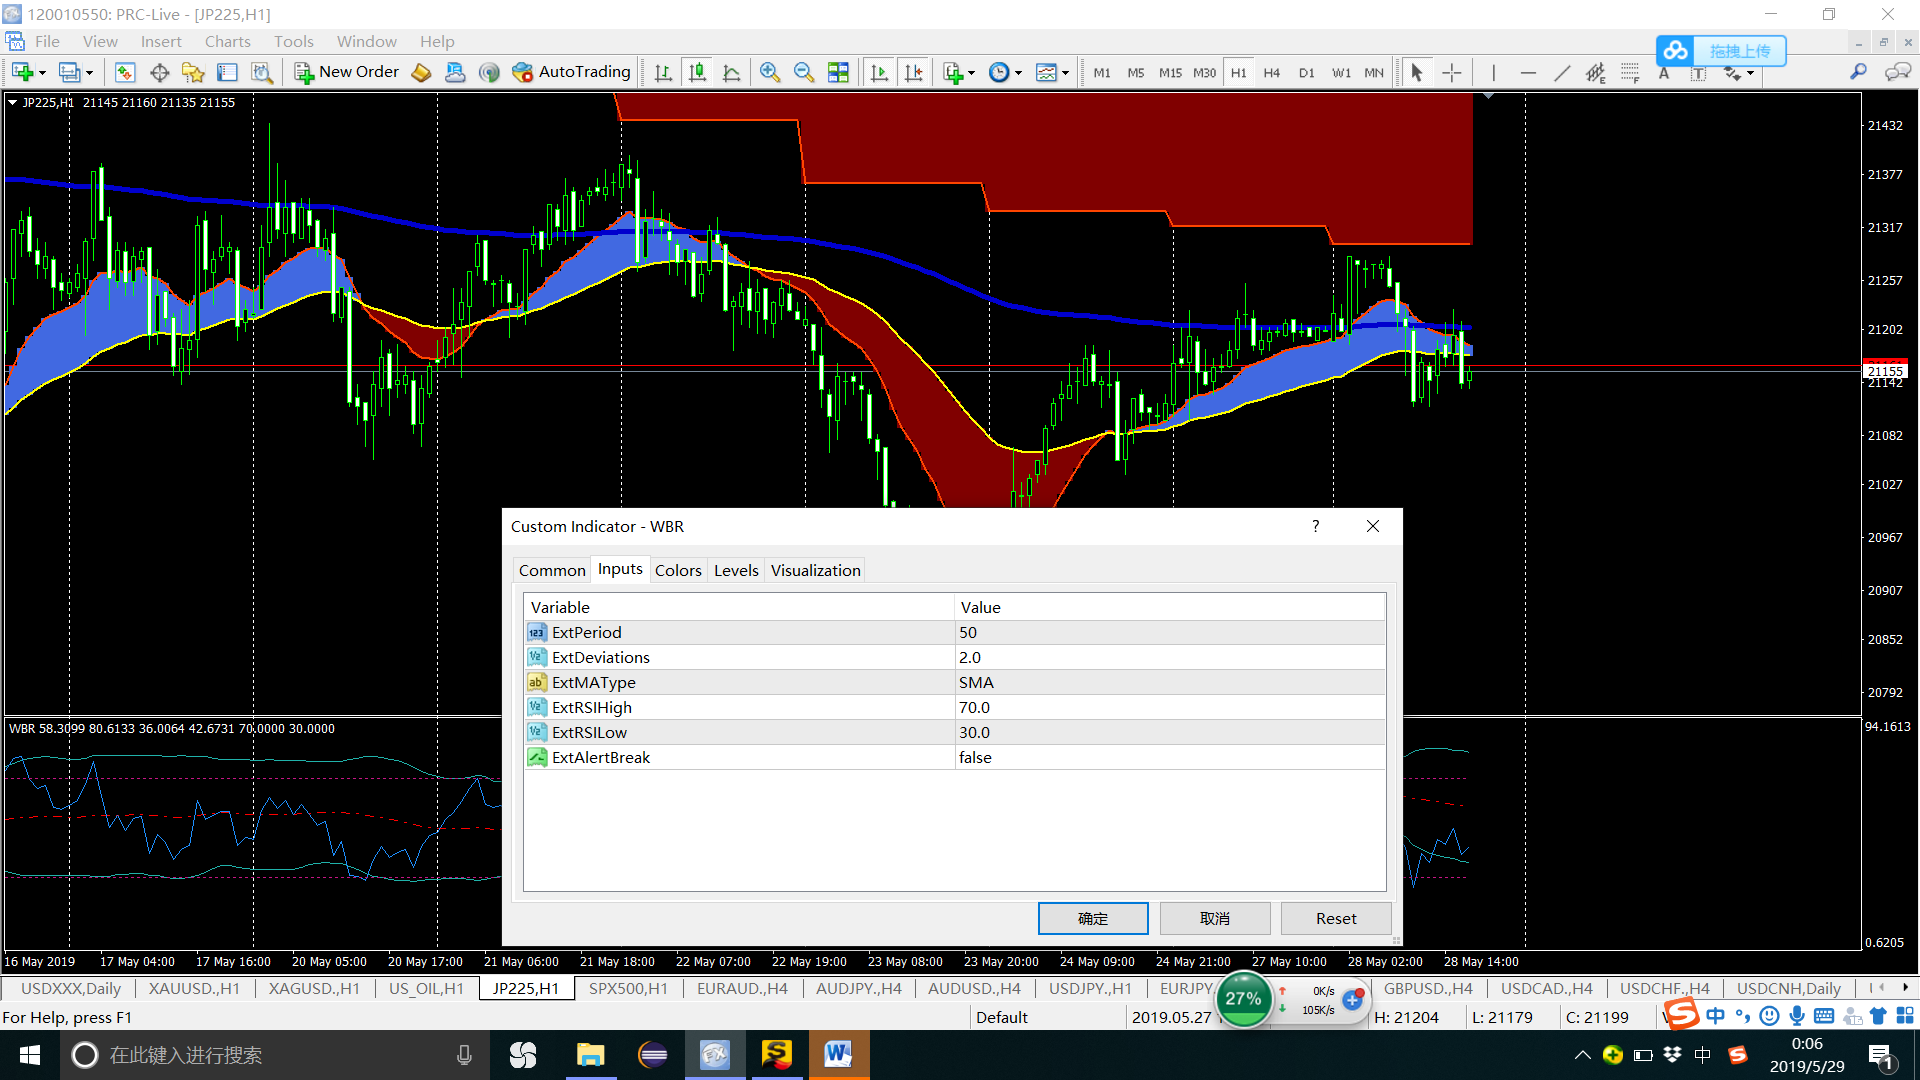 120010550: PRC-Live - [JP225,H1]
File View Insert Charts Tools Window Help
拖拽上传
New Order AutoTrading M1 M5 M15 M30 H1 H4 D1 W1 MN
JP225,H1 21145 21160 21135 21155
21432
21377
21317
21257
21202
21155
21142
21082
21027
20967
20907
20852
20792
Custom Indicator - WBR
Common Inputs Colors Levels Visualization
Variable Value
ExtPeriod 50
ExtDeviations 2.0
ExtMAType SMA
ExtRSIHigh 70.0
ExtRSILow 30.0
ExtAlertBreak false
确定 取消 Reset
WBR 58.3099 80.6133 36.0064 42.6731 70.0000 30.0000
94.1613
0.6205
16 May 2019 17 May 04:00 17 May 16:00 20 May 05:00 20 May 17:00 21 May 06:00 21 May 18:00 22 May 07:00 22 May 19:00 23 May 08:00 23 May 20:00 24 May 09:00 24 May 21:00 27 May 10:00 28 May 02:00 28 May 14:00
USDXXX,Daily XAUUSD.,H1 XAGUSD.,H1 US_OIL,H1 JP225,H1 SPX500,H1 EURAUD.,H4 AUDJPY.,H4 AUDUSD.,H4 USDJPY.,H1 EURJPY. GBPUSD.,H4 USDCAD.,H4 USDCHF.,H4 USDCNH,Daily
27% 0K/s
105K/s
For Help, press F1 Default 2019.05.27 H: 21204 L: 21179 C: 21199 中
在此键入进行搜索
中 0:06
2019/5/29
1